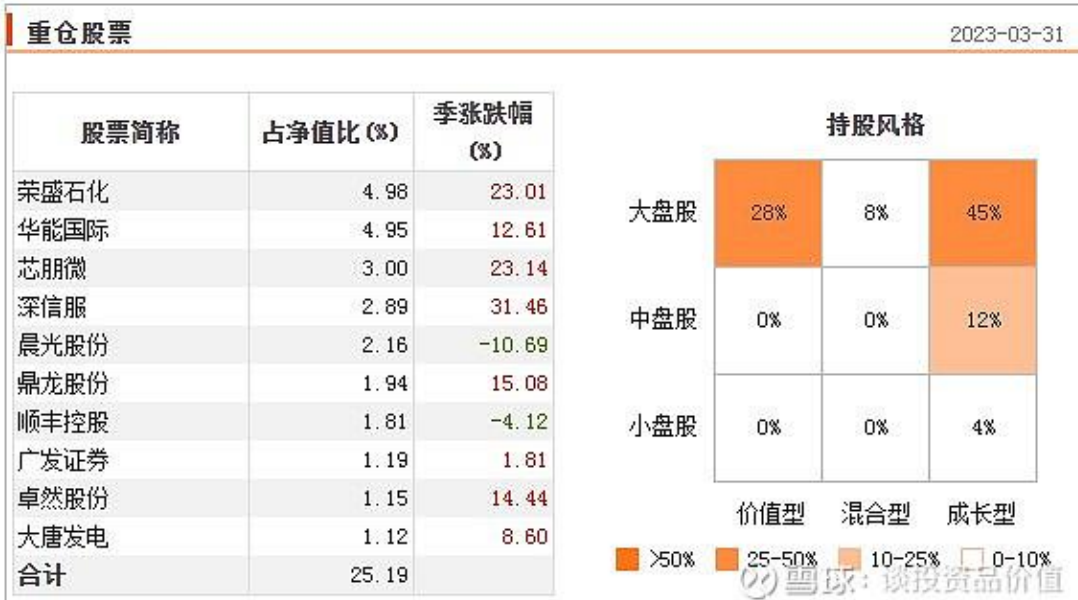 重仓股票 2023-03-31
股票简称 占净值比(%) 季涨跌幅(%)
荣盛石化 4.98 23.01
华能国际 4.95 12.61
芯朋微 3.00 23.14
深信服 2.89 31.46
晨光股份 2.16 -10.69
鼎龙股份 1.94 15.08
顺丰控股 1.81 -4.12
广发证券 1.19 1.81
卓然股份 1.15 14.44
大唐发电 1.12 8.60
合计 25.19
持股风格
大盘股 28% 8% 45%
中盘股 0% 0% 12%
小盘股 0% 0% 4%
价值型 混合型 成长型
>50% 25-50% 10-25% 0-10%
雪球:谈投资品价值